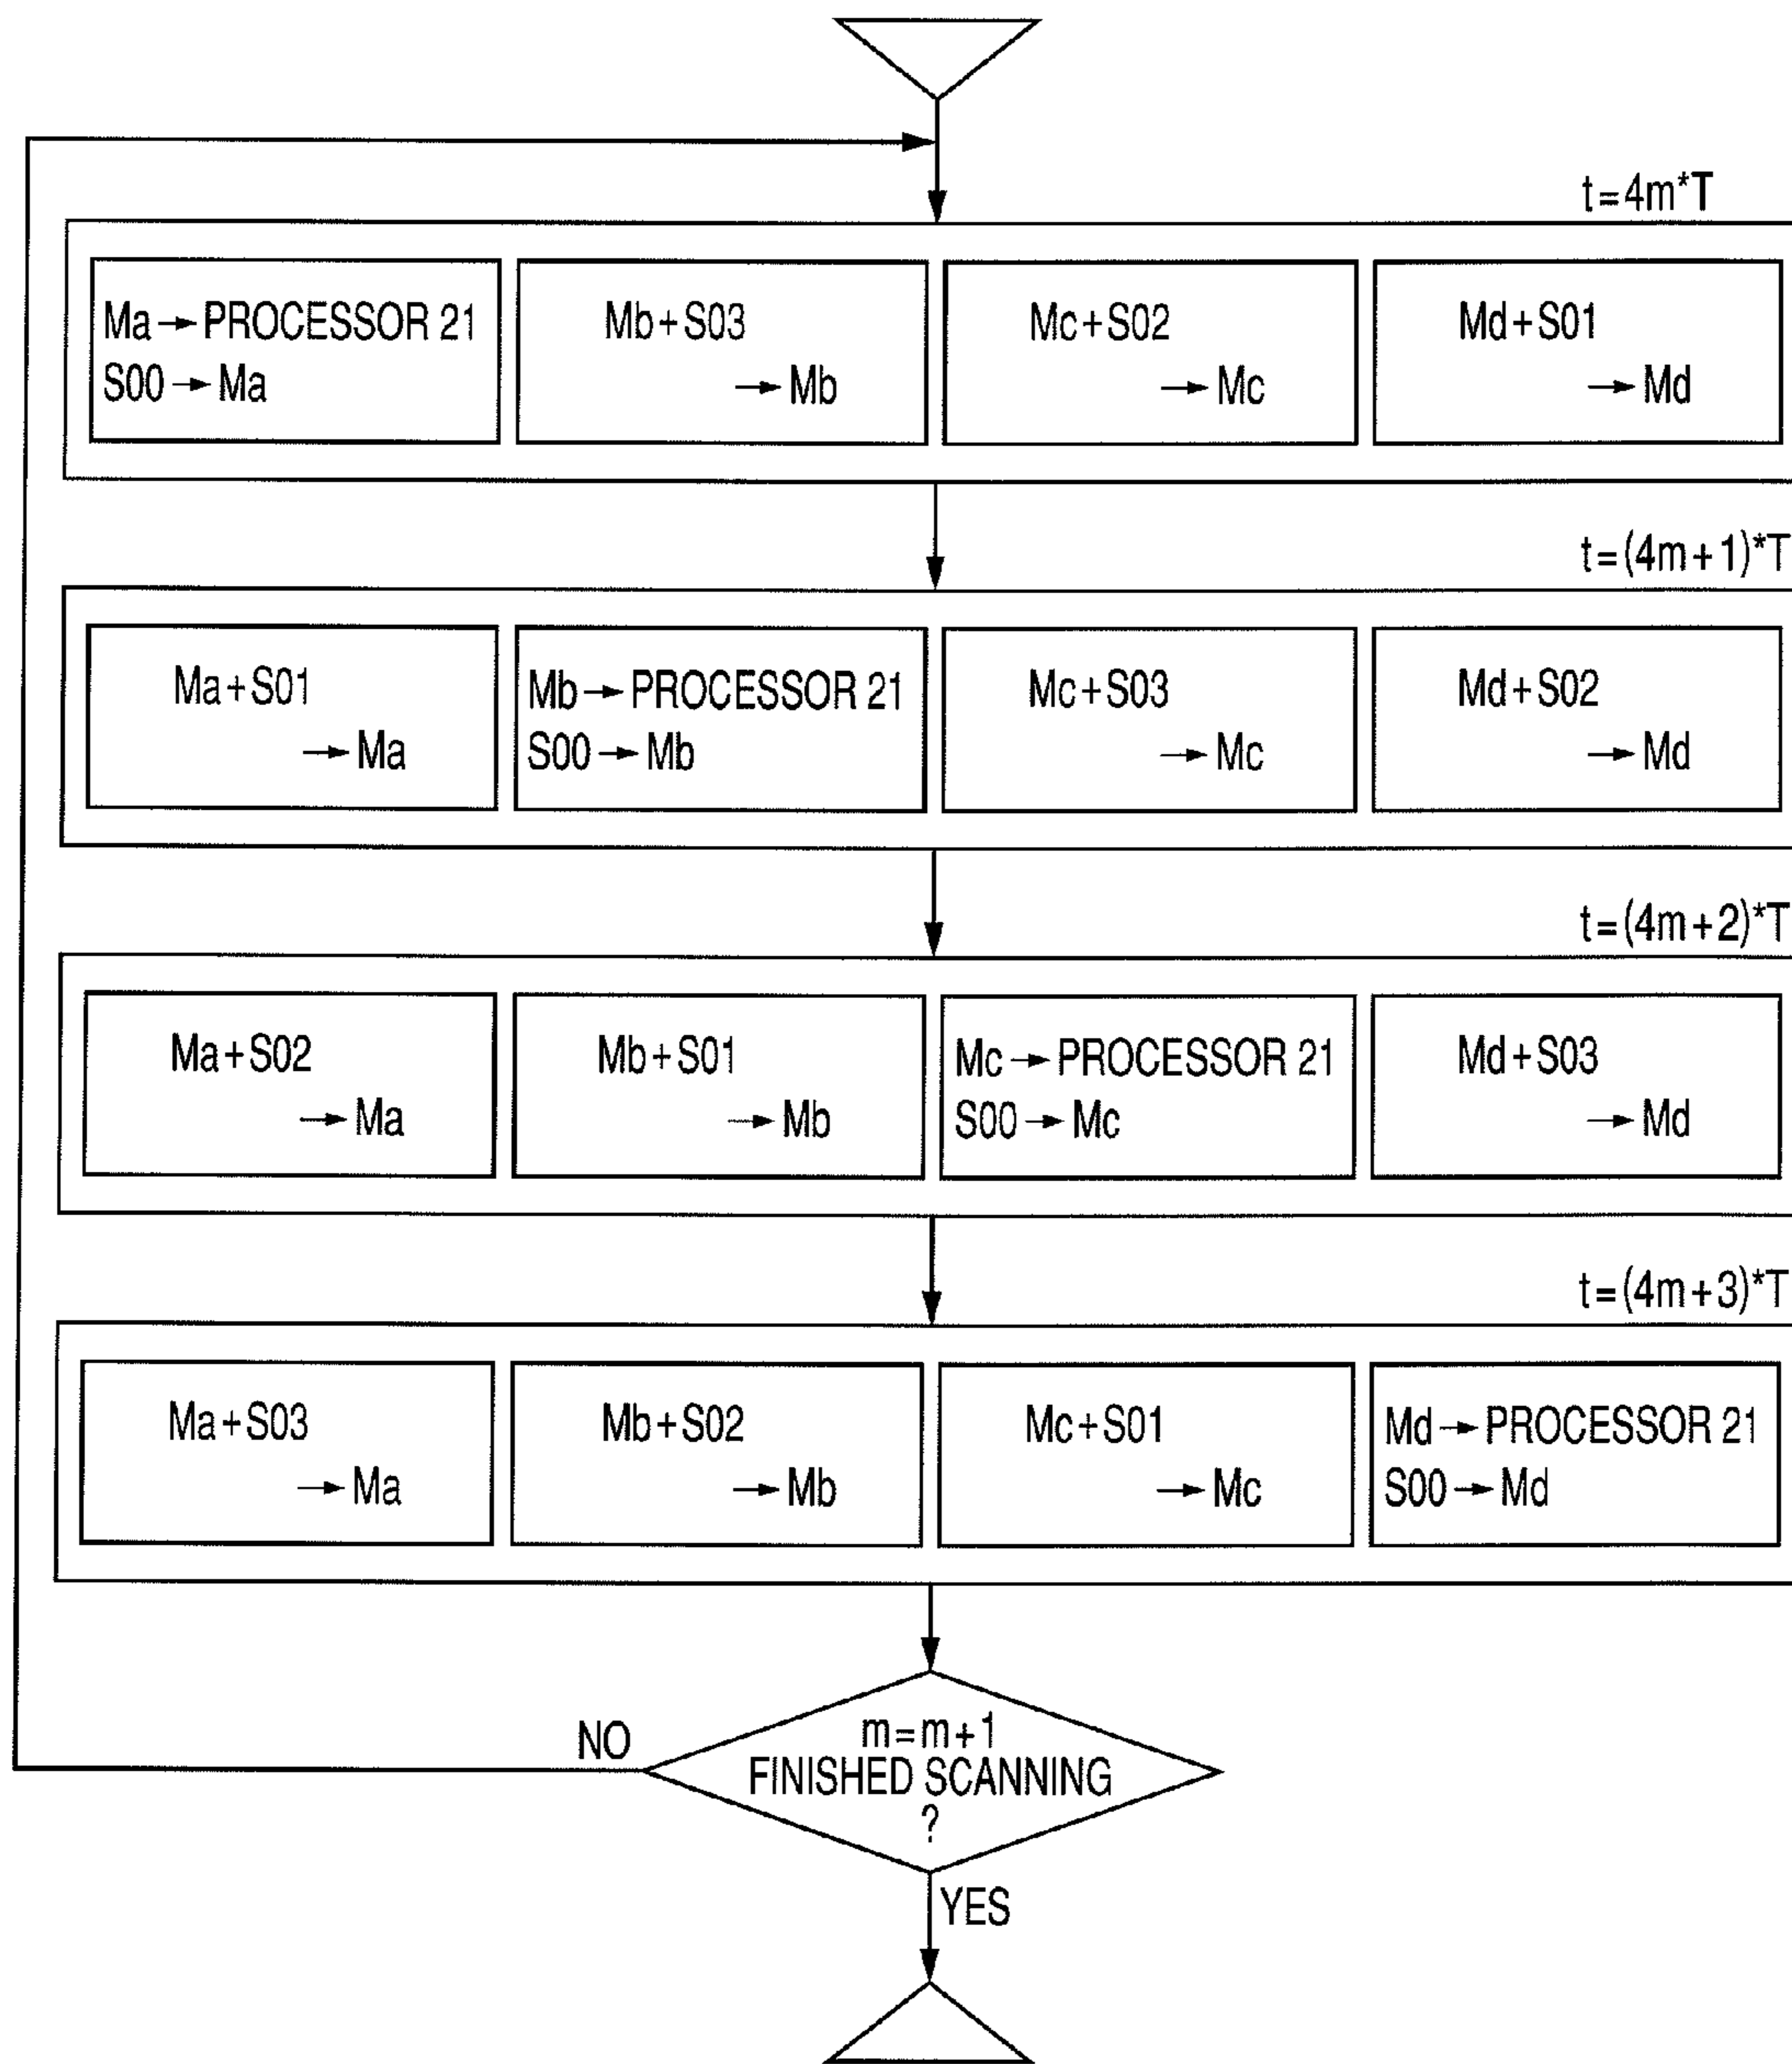 t=4m*T
Ma→PROCESSOR 21
S00→Ma
Mb+S03
→Mb
Mc+S02
→Mc
Md+S01
→Md
t=(4m+1)*T
Ma+S01
→Ma
Mb→PROCESSOR 21
S00→Mb
Mc+S03
→Mc
Md+S02
→Md
t=(4m+2)*T
Ma+S02
→Ma
Mb+S01
→Mb
Mc→PROCESSOR 21
S00→Mc
Md+S03
→Md
t=(4m+3)*T
Ma+S03
→Ma
Mb+S02
→Mb
Mc+S01
→Mc
Md→PROCESSOR 21
S00→Md
NO
m=m+1
FINISHED SCANNING
?
YES